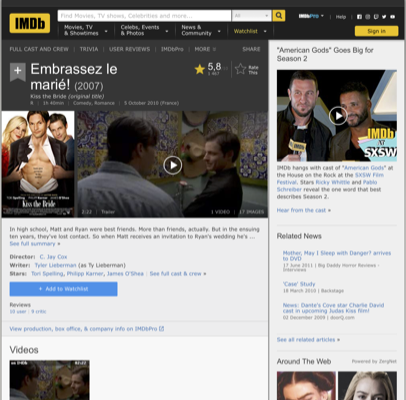 IMDb
Find Movies, TV shows, Celebrities and more...
All
IMDbPro
Help
Movies, TV & Showtimes
Celebs, Events & Photos
News & Community
Watchlist
Sign in
FULL CAST AND CREW | TRIVIA | USER REVIEWS | IMDbPro | MORE
SHARE
Embrassez le
marié! (2007)
Kiss the Bride (original title)
R | 1h 40min | Comedy, Romance | 5 October 2010 (France)
5,8
Rate This
Kiss the Bride
2:22 | Trailer
1 VIDEO | 17 IMAGES
In high school, Matt and Ryan were best friends. More than friends, actually. But in the ensuing
ten years, they've lost contact. So when Matt receives an invitation to Ryan's wedding he's ...
See full summary »
Director: C. Jay Cox
Writer: Tyler Lieberman (as Ty Lieberman)
Stars: Tori Spelling, Philipp Karner, James O'Shea | See full cast & crew »
+ Add to Watchlist
Reviews
10 user | 9 critic
View production, box office, & company info on IMDbPro
Videos
"American Gods" Goes Big for
Season 2
IMDb
AT
SXSW
IMDb hangs with cast of "American Gods" at
the House on the Rock at the SXSW Film
Festival. Stars Ricky Whittle and Pablo
Schreiber reveal the one word that best
describes Season 2.
Hear from the cast »
Related News
Mother, May I Sleep with Danger? arrives
to DVD
17 June 2011 | Big Daddy Horror Reviews -
Interviews
'Case' Study
18 March 2010 | Backstage
News: Dante's Cove star Charlie David
cast in upcoming Judas Kiss film!
02 December 2009 | doorQ.com
See all related articles »
Around The Web
Powered by ZergNet